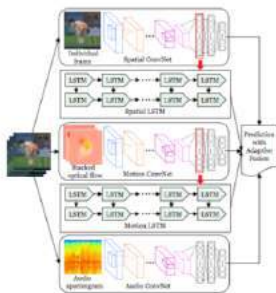 Individual
frame
Spatial ConvNet
LSTM LSTM LSTM LSTM
LSTM LSTM LSTM LSTM
Spatial LSTM
Stacked
optical flow
Motion ConvNet
LSTM LSTM LSTM LSTM
LSTM LSTM LSTM LSTM
Motion LSTM
Audio
spectrogram
Audio ConvNet
Prediction
with
Adaptive
Fusion